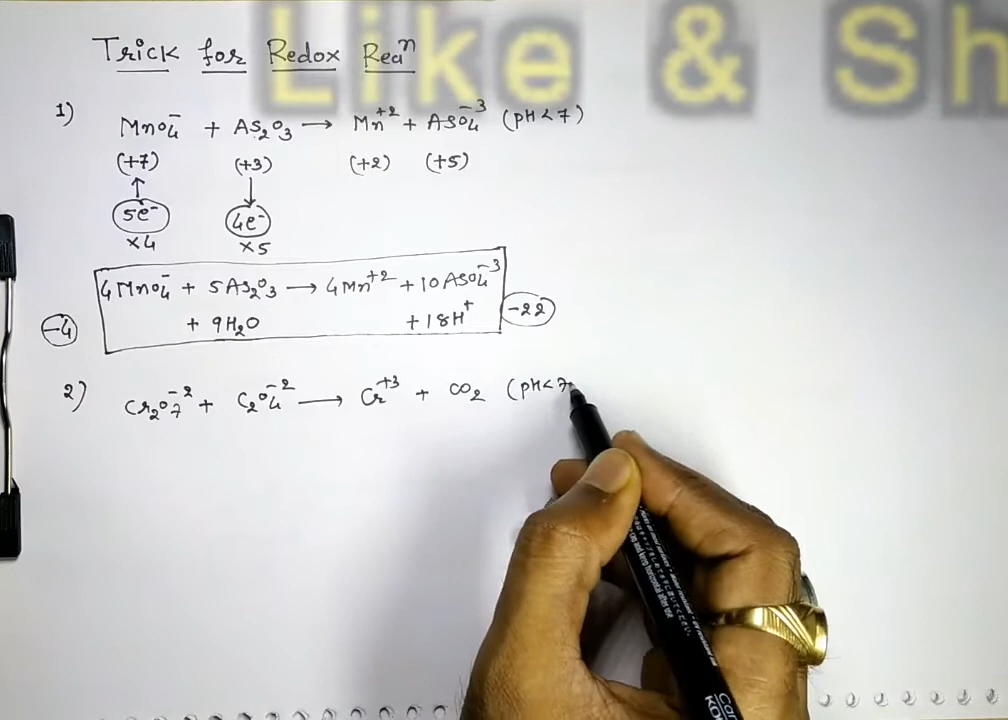 Like & Sh
Trick for Redox Reaⁿ
1) MnO₄⁻ + As₂O₃ → Mn⁺² + AsO₄⁻³ (pH<7)
(+7) (+3) (+2) (+5)
↑ ↓
5e⁻ 4e⁻
×4 ×5
4MnO₄⁻ + 5As₂O₃ → 4Mn⁺² + 10AsO₄⁻³
-4 + 9H₂O + 18H⁺ -22
2) Cr₂O₇⁻² + C₂O₄⁻² → Cr⁺³ + CO₂ (pH<7